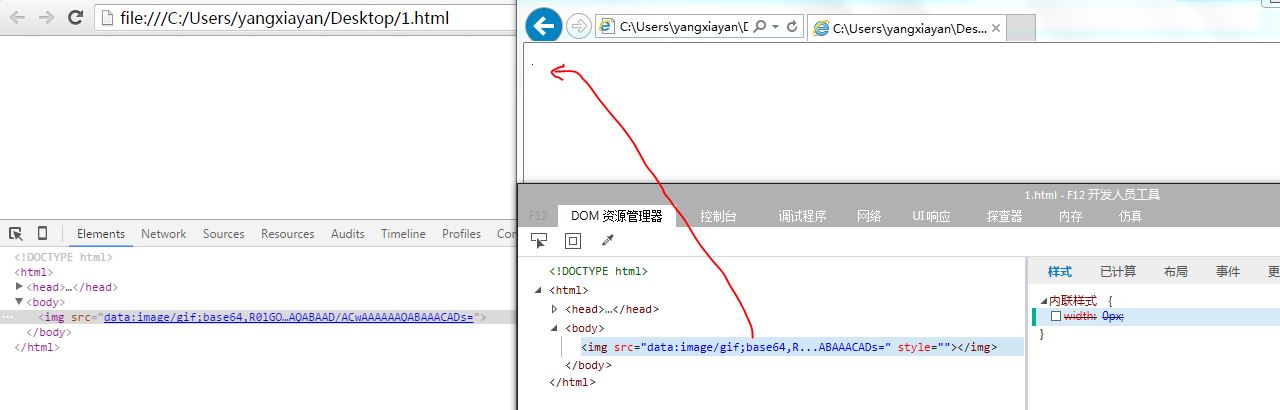 file:///C:/Users/yangxiayan/Desktop/1.html
Elements Network Sources Resources Audits Timeline Profiles Con
<!DOCTYPE html>
<html>
<head>…</head>
<body>
<img src="data:image/gif;base64,R0lGO…AQABAAD/ACwAAAAAAQABAAACADs=">
</body>
</html>
C:\Users\yangxiayan\D
C:\Users\yangxiayan\Des...
1.html - F12 开发人员工具
F12 DOM 资源管理器 控制台 调试程序 网络 UI 响应 探查器 内存 仿真
<!DOCTYPE html>
<html>
<head>...</head>
<body>
<img src="data:image/gif;base64,R...ABAAACADs=" style=""></img>
</body>
</html>
样式 已计算 布局 事件 更
内联样式 {
width: 0px;
}